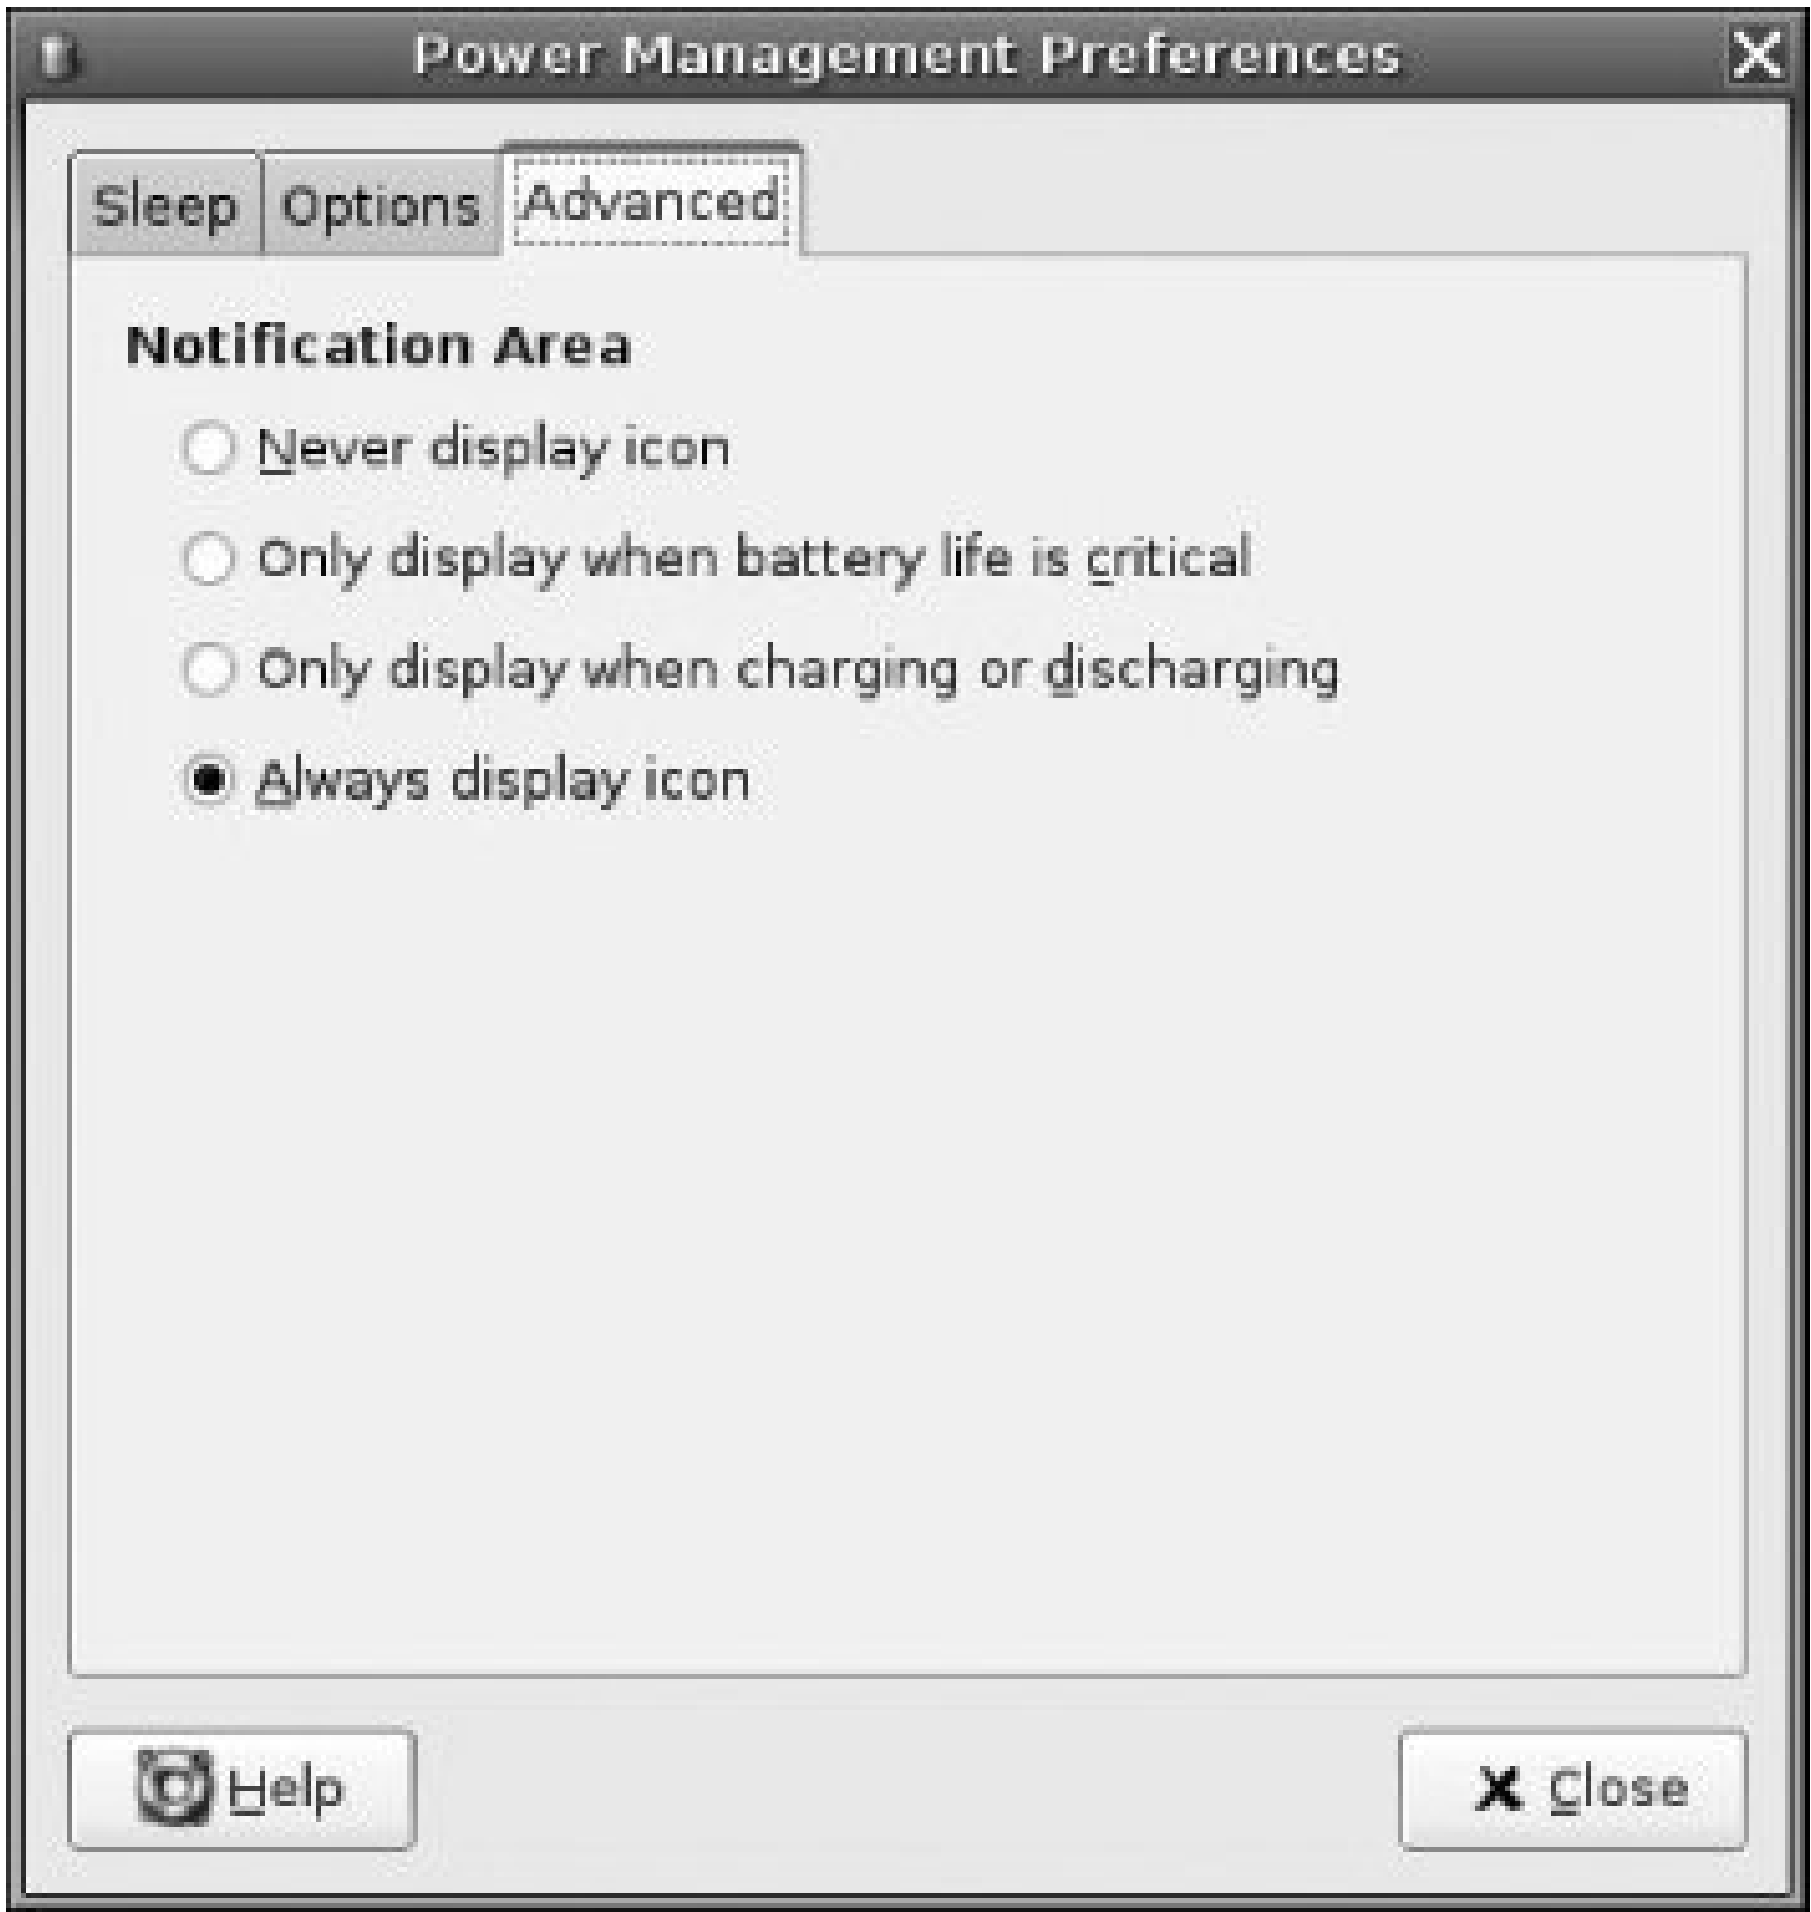 Power Management Preferences
Sleep Options Advanced
Notification Area
Never display icon
Only display when battery life is critical
Only display when charging or discharging
Always display icon
Help Close